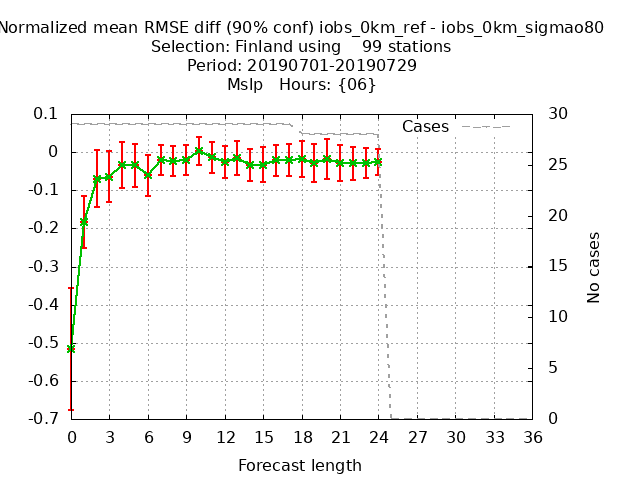 Normalized mean RMSE diff (90% conf) iobs_0km_ref - iobs_0km_sigmao80
Selection: Finland using    99 stations
Period: 20190701-20190729
Mslp   Hours: {06}
Cases
0.1
0
-0.1
-0.2
-0.3
-0.4
-0.5
-0.6
-0.7
30
25
20
15
10
5
0
No cases
0 3 6 9 12 15 18 21 24 27 30 33 36
Forecast length